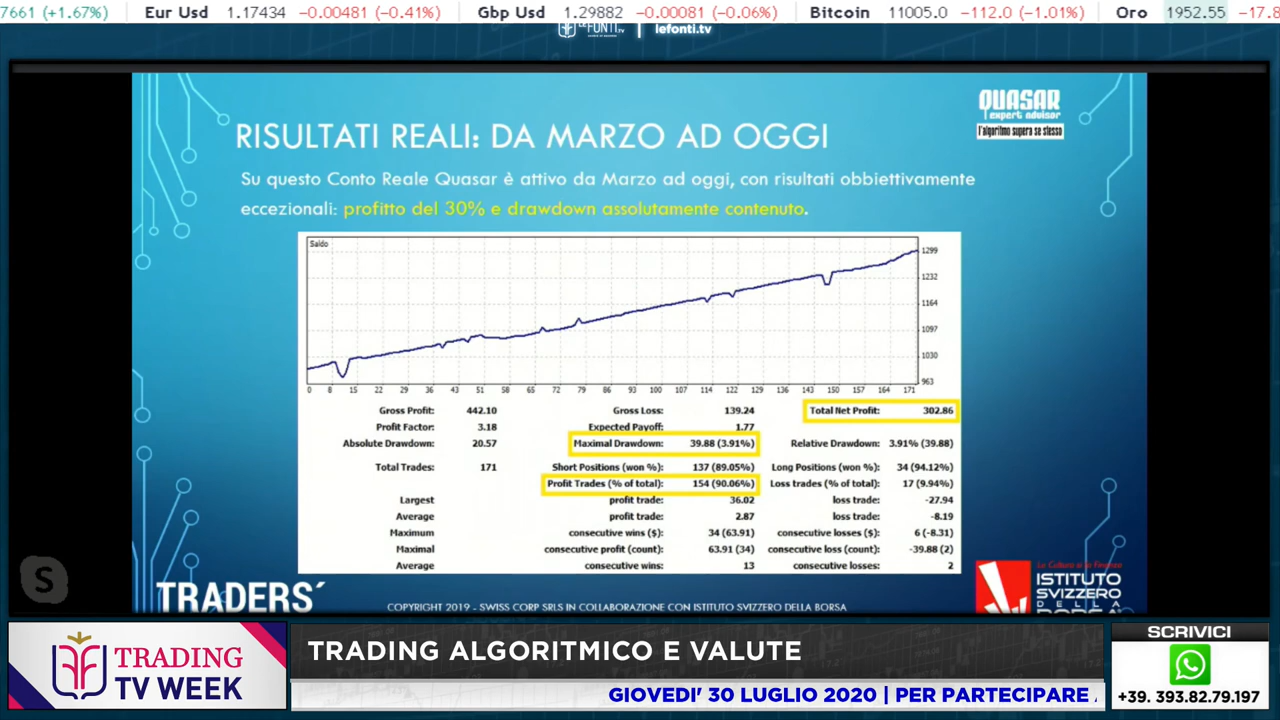 7661 (+1.67%) Eur Usd 1.17434 −0.00481 (−0.41%) Gbp Usd 1.29882 −0.00081 (−0.06%) Bitcoin 11005.0 −112.0 (−1.01%) Oro 1952.55 −17.8
LE FONTI.TV | lefonti.tv
QUASAR
expert advisor
l'algoritmo supera se stesso
RISULTATI REALI: DA MARZO AD OGGI
Su questo Conto Reale Quasar è attivo da Marzo ad oggi, con risultati obbiettivamente
eccezionali: profitto del 30% e drawdown assolutamente contenuto.
Saldo
1299
1232
1164
1097
1030
963
0 8 15 22 29 36 43 51 58 65 72 79 86 93 100 107 114 122 129 136 143 150 157 164 171
Gross Profit: 442.10 Gross Loss: 139.24 Total Net Profit: 302.86
Profit Factor: 3.18 Expected Payoff: 1.77
Absolute Drawdown: 20.57 Maximal Drawdown: 39.88 (3.91%) Relative Drawdown: 3.91% (39.88)
Total Trades: 171 Short Positions (won %): 137 (89.05%) Long Positions (won %): 34 (94.12%)
Profit Trades (% of total): 154 (90.06%) Loss trades (% of total): 17 (9.94%)
Largest profit trade: 36.02 loss trade: -27.94
Average profit trade: 2.87 loss trade: -8.19
Maximum consecutive wins ($): 34 (63.91) consecutive losses ($): 6 (-8.31)
Maximal consecutive profit (count): 63.91 (34) consecutive loss (count): -39.88 (2)
Average consecutive wins: 13 consecutive losses: 2
S
TRADERS´
COPYRIGHT 2019 - SWISS CORP SRLS IN COLLABORAZIONE CON ISTITUTO SVIZZERO DELLA BORSA
La Cultura a la Finanza
ISTITUTO
SVIZZERO
DELLA
BORSA
TRADING
TV WEEK
TRADING ALGORITMICO E VALUTE
GIOVEDI' 30 LUGLIO 2020 | PER PARTECIPARE
SCRIVICI
+39. 393.82.79.197